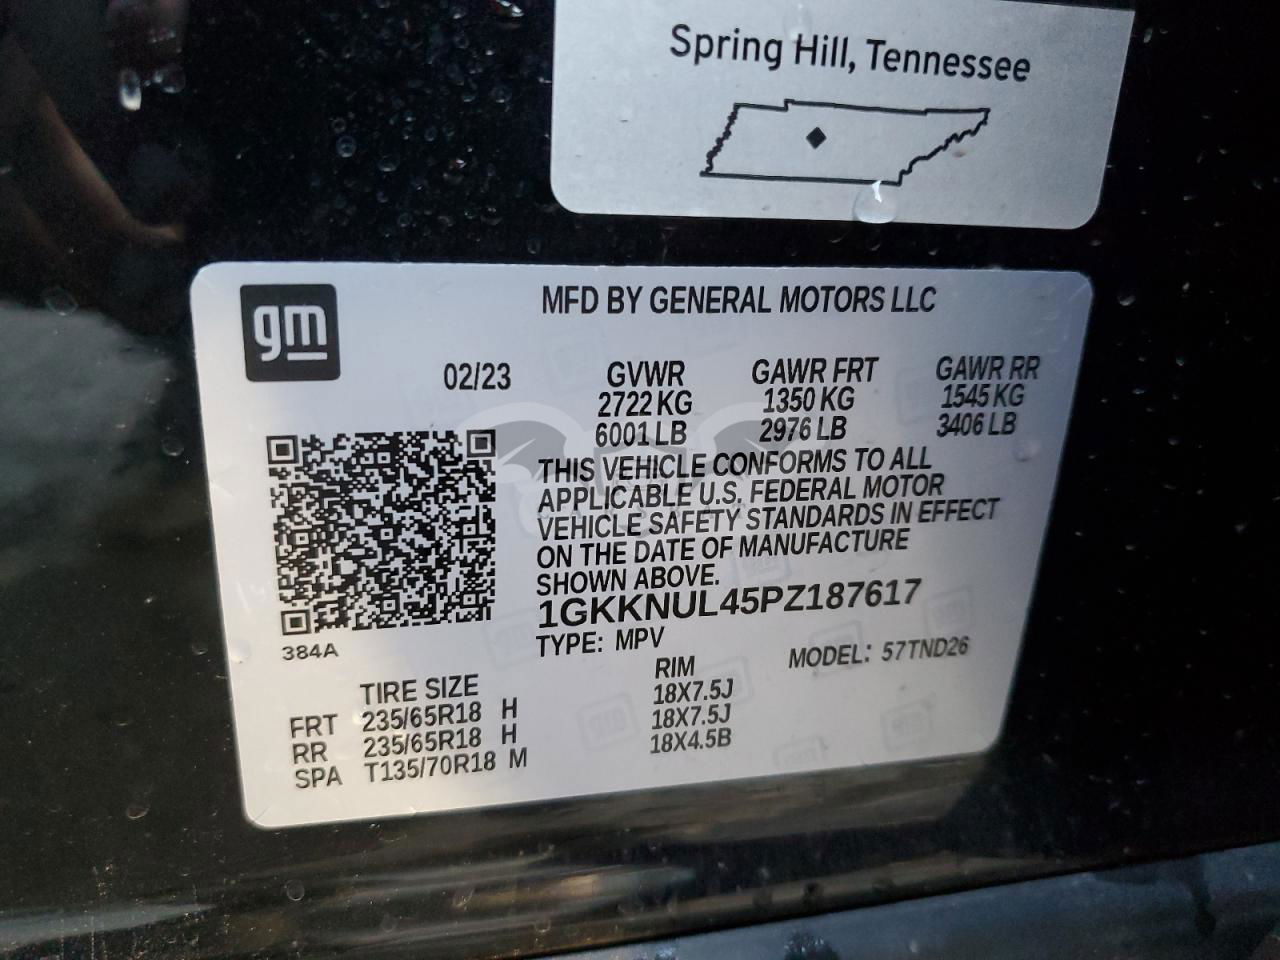 Spring Hill, Tennessee
gm
MFD BY GENERAL MOTORS LLC
02/23
GVWR GAWR FRT GAWR RR
2722 KG 1350 KG 1545 KG
6001 LB 2976 LB 3406 LB
THIS VEHICLE CONFORMS TO ALL
APPLICABLE U.S. FEDERAL MOTOR
VEHICLE SAFETY STANDARDS IN EFFECT
ON THE DATE OF MANUFACTURE
SHOWN ABOVE.
1GKKNUL45PZ187617
TYPE: MPV MODEL: 57TND26
384A
TIRE SIZE RIM
FRT 235/65R18 H 18X7.5J
RR 235/65R18 H 18X7.5J
SPA T135/70R18 M 18X4.5B